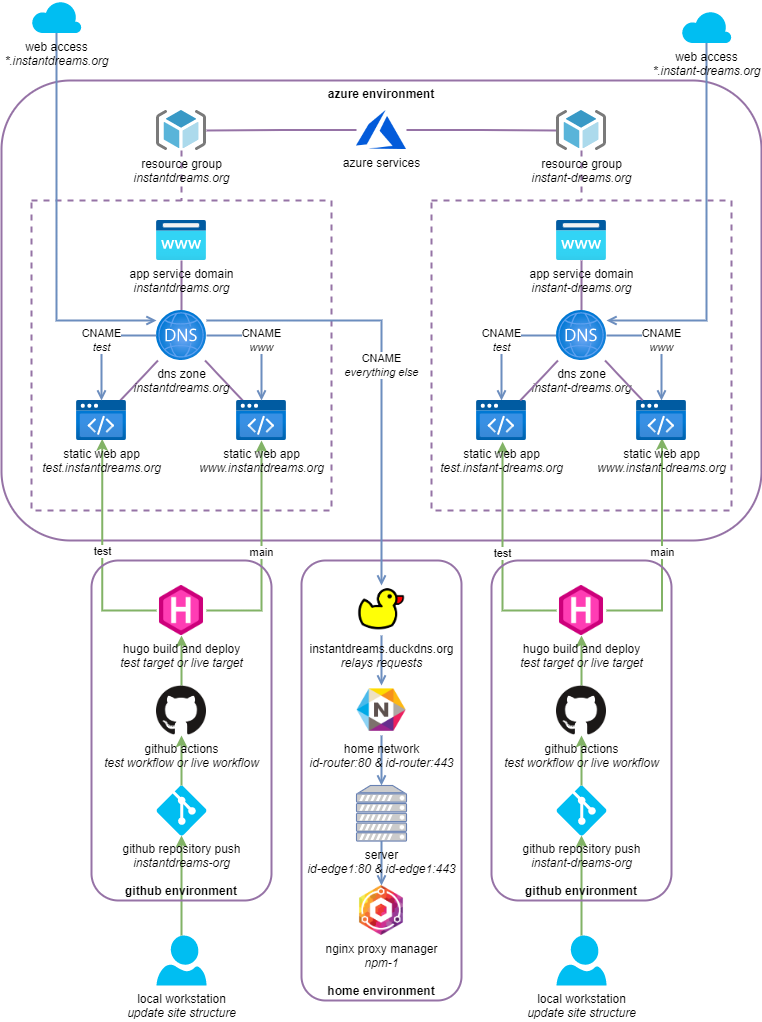 web access
*.instantdreams.org
web access
*.instant-dreams.org
azure environment
resource group
instantdreams.org
azure services
resource group
instant-dreams.org
WWW
app service domain
instantdreams.org
WWW
app service domain
instant-dreams.org
DNS
CNAME
test
CNAME
www
dns zone
instantdreams.org
CNAME
everything else
DNS
CNAME
test
CNAME
www
dns zone
instant-dreams.org
static web app
test.instantdreams.org
static web app
www.instantdreams.org
static web app
test.instant-dreams.org
static web app
www.instant-dreams.org
test
main
test
main
H
hugo build and deploy
test target or live target
instantdreams.duckdns.org
relays requests
H
hugo build and deploy
test target or live target
github actions
test workflow or live workflow
N
home network
id-router:80 & id-router:443
github actions
test workflow or live workflow
github repository push
instantdreams-org
github environment
server
id-edge1:80 & id-edge1:443
github repository push
instant-dreams-org
github environment
nginx proxy manager
npm-1
home environment
local workstation
update site structure
local workstation
update site structure